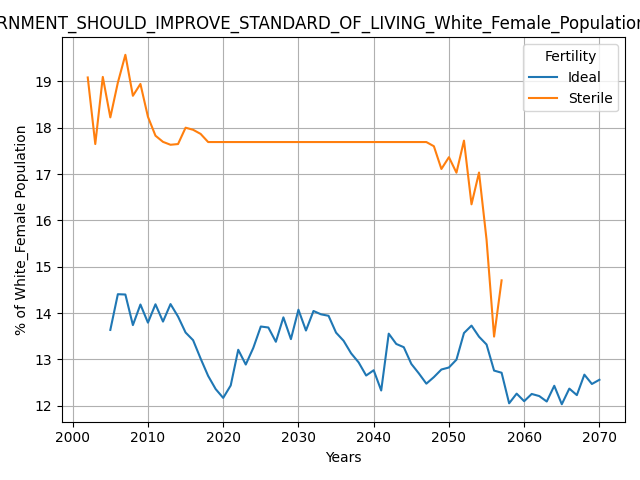 RNMENT_SHOULD_IMPROVE_STANDARD_OF_LIVING_White_Female_Population
Fertility
Ideal
Sterile
% of White_Female Population
19
18
17
16
15
14
13
12
2000 2010 2020 2030 2040 2050 2060 2070
Years